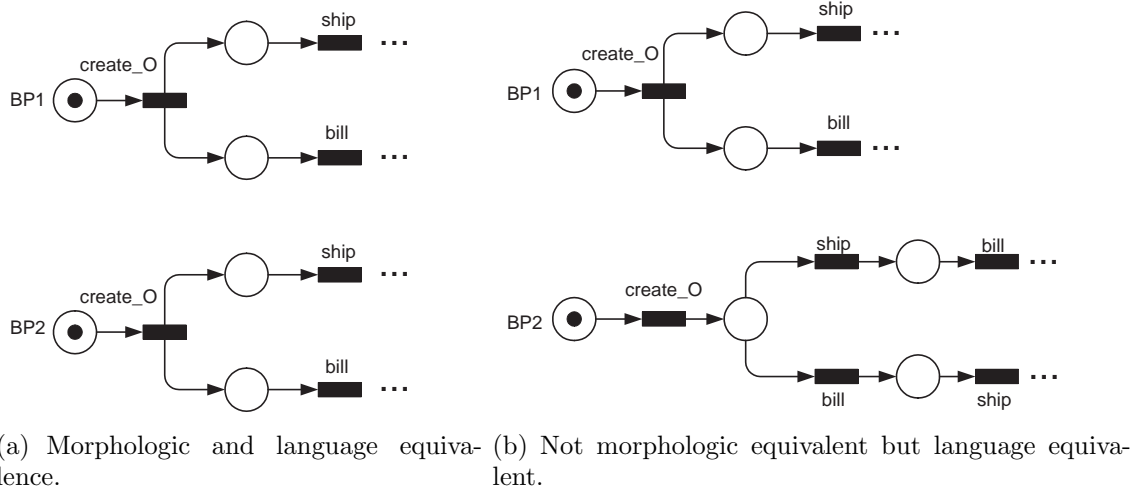 ship
...
create_O
BP1
bill
...
ship
...
create_O
BP2
bill
...
ship
...
create_O
BP1
bill
...
ship
bill
...
create_O
BP2
bill
ship
...
(a) Morphologic and language equiva-
lence.
(b) Not morphologic equivalent but language equiva-
lent.